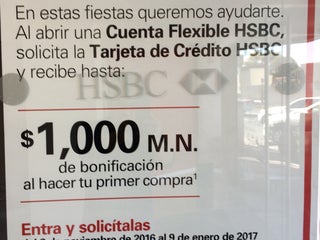 En estas fiestas queremos ayudarte.
Al abrir una Cuenta Flexible HSBC,
solicita la Tarjeta de Crédito HSBC
y recibe hasta:
HSBC
$1,000 M.N.
de bonificación
al hacer tu primer compra¹
Entra y solicítalas
noviembre de 2016 al 9 de enero de 2017